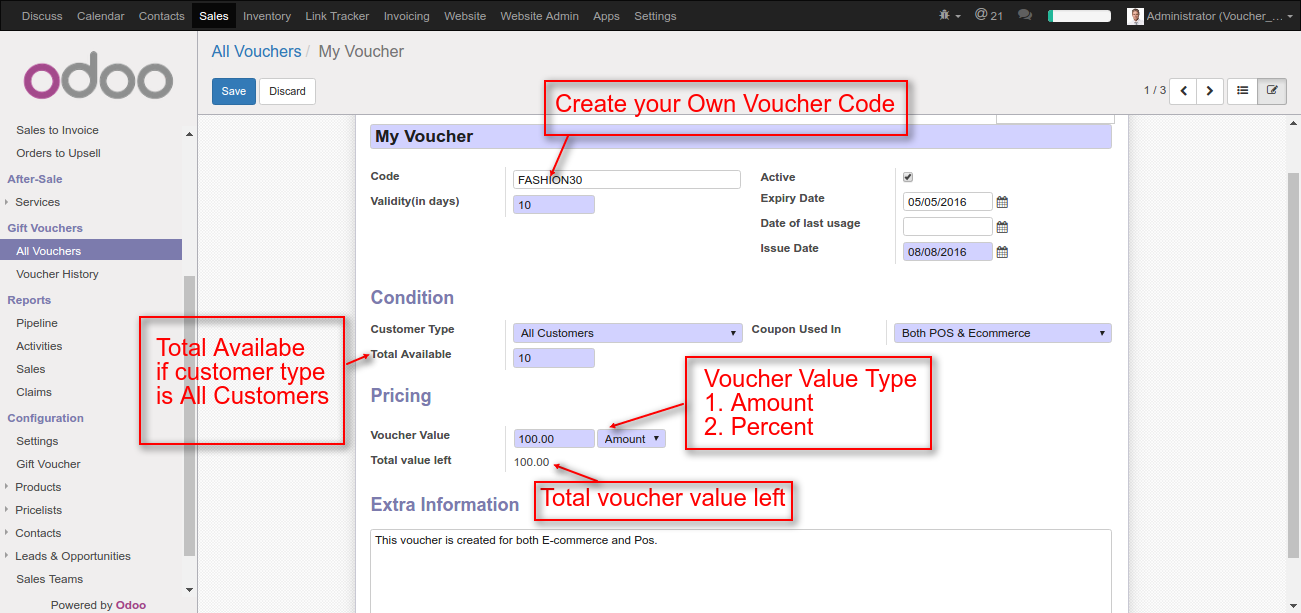 Discuss Calendar Contacts Sales Inventory Link Tracker Invoicing Website Website Admin Apps Settings @ 21 Administrator (Voucher_...
odoo
All Vouchers / My Voucher
Save Discard
1 / 3
Create your Own Voucher Code
Sales to Invoice
Orders to Upsell
After-Sale
Services
Gift Vouchers
All Vouchers
Voucher History
Reports
Pipeline
Activities
Sales
Claims
Configuration
Settings
Gift Voucher
Products
Pricelists
Contacts
Leads & Opportunities
Sales Teams
Powered by Odoo
My Voucher
Code FASHION30
Validity(in days) 10
Active
Expiry Date 05/05/2016
Date of last usage
Issue Date 08/08/2016
Condition
Customer Type All Customers
Coupon Used In Both POS & Ecommerce
Total Available 10
Total Availabe
if customer type
is All Customers
Pricing
Voucher Value 100.00 Amount
Total value left 100.00
Voucher Value Type
1. Amount
2. Percent
Total voucher value left
Extra Information
This voucher is created for both E-commerce and Pos.